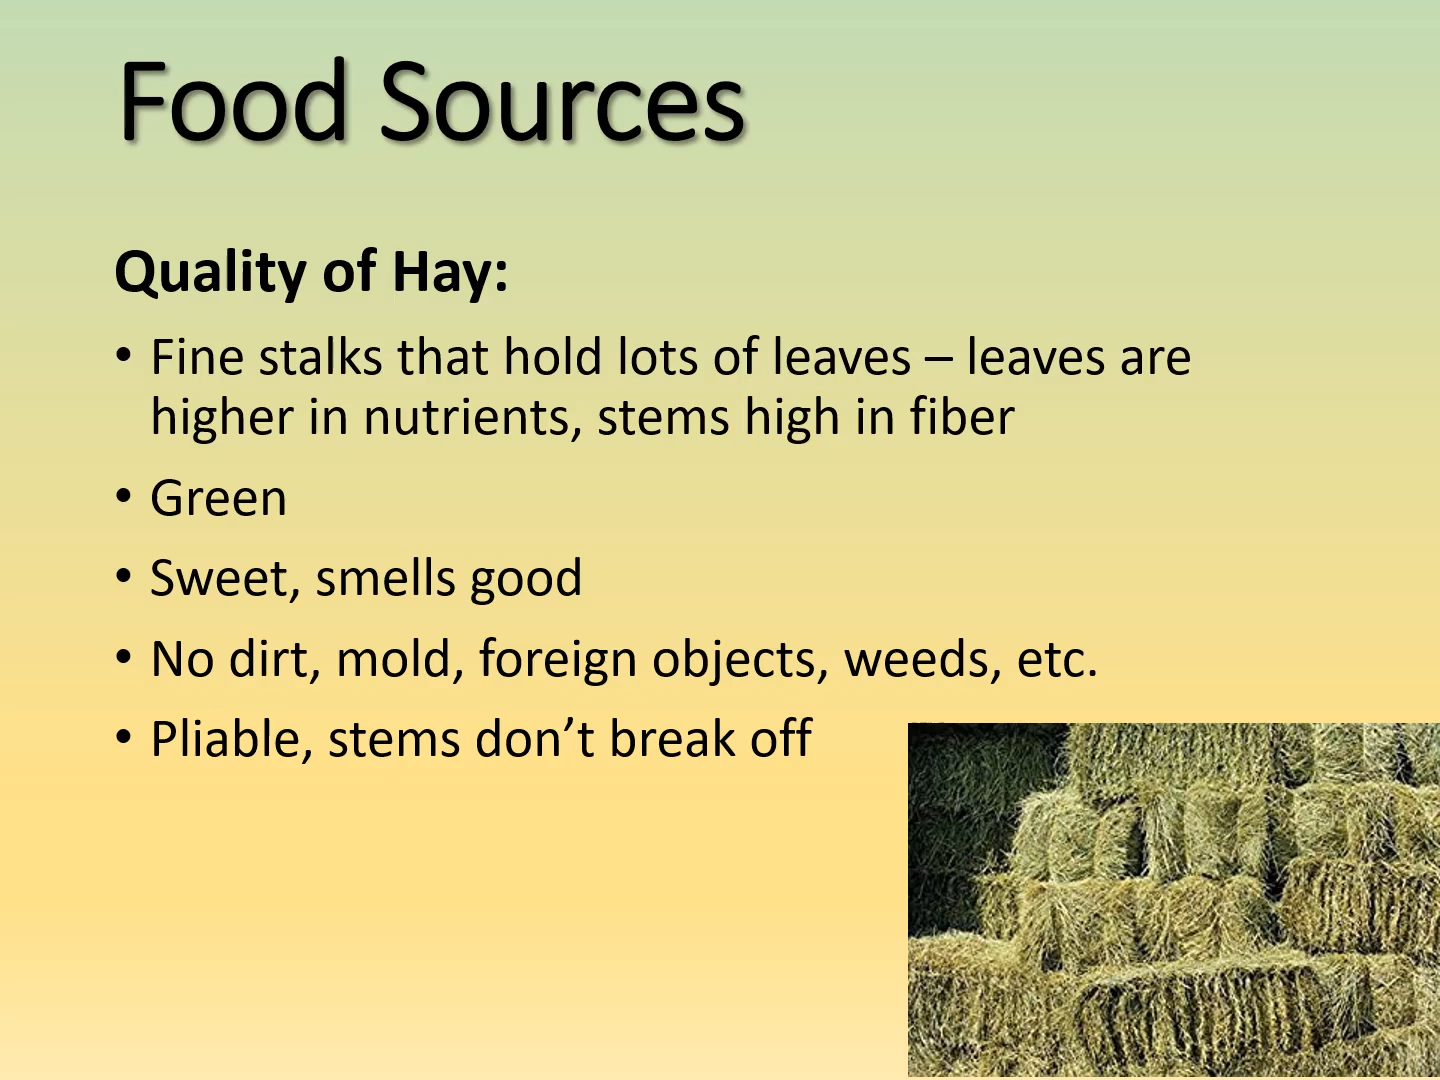 Food Sources
Quality of Hay:
• Fine stalks that hold lots of leaves – leaves are
higher in nutrients, stems high in fiber
• Green
• Sweet, smells good
• No dirt, mold, foreign objects, weeds, etc.
• Pliable, stems don’t break off